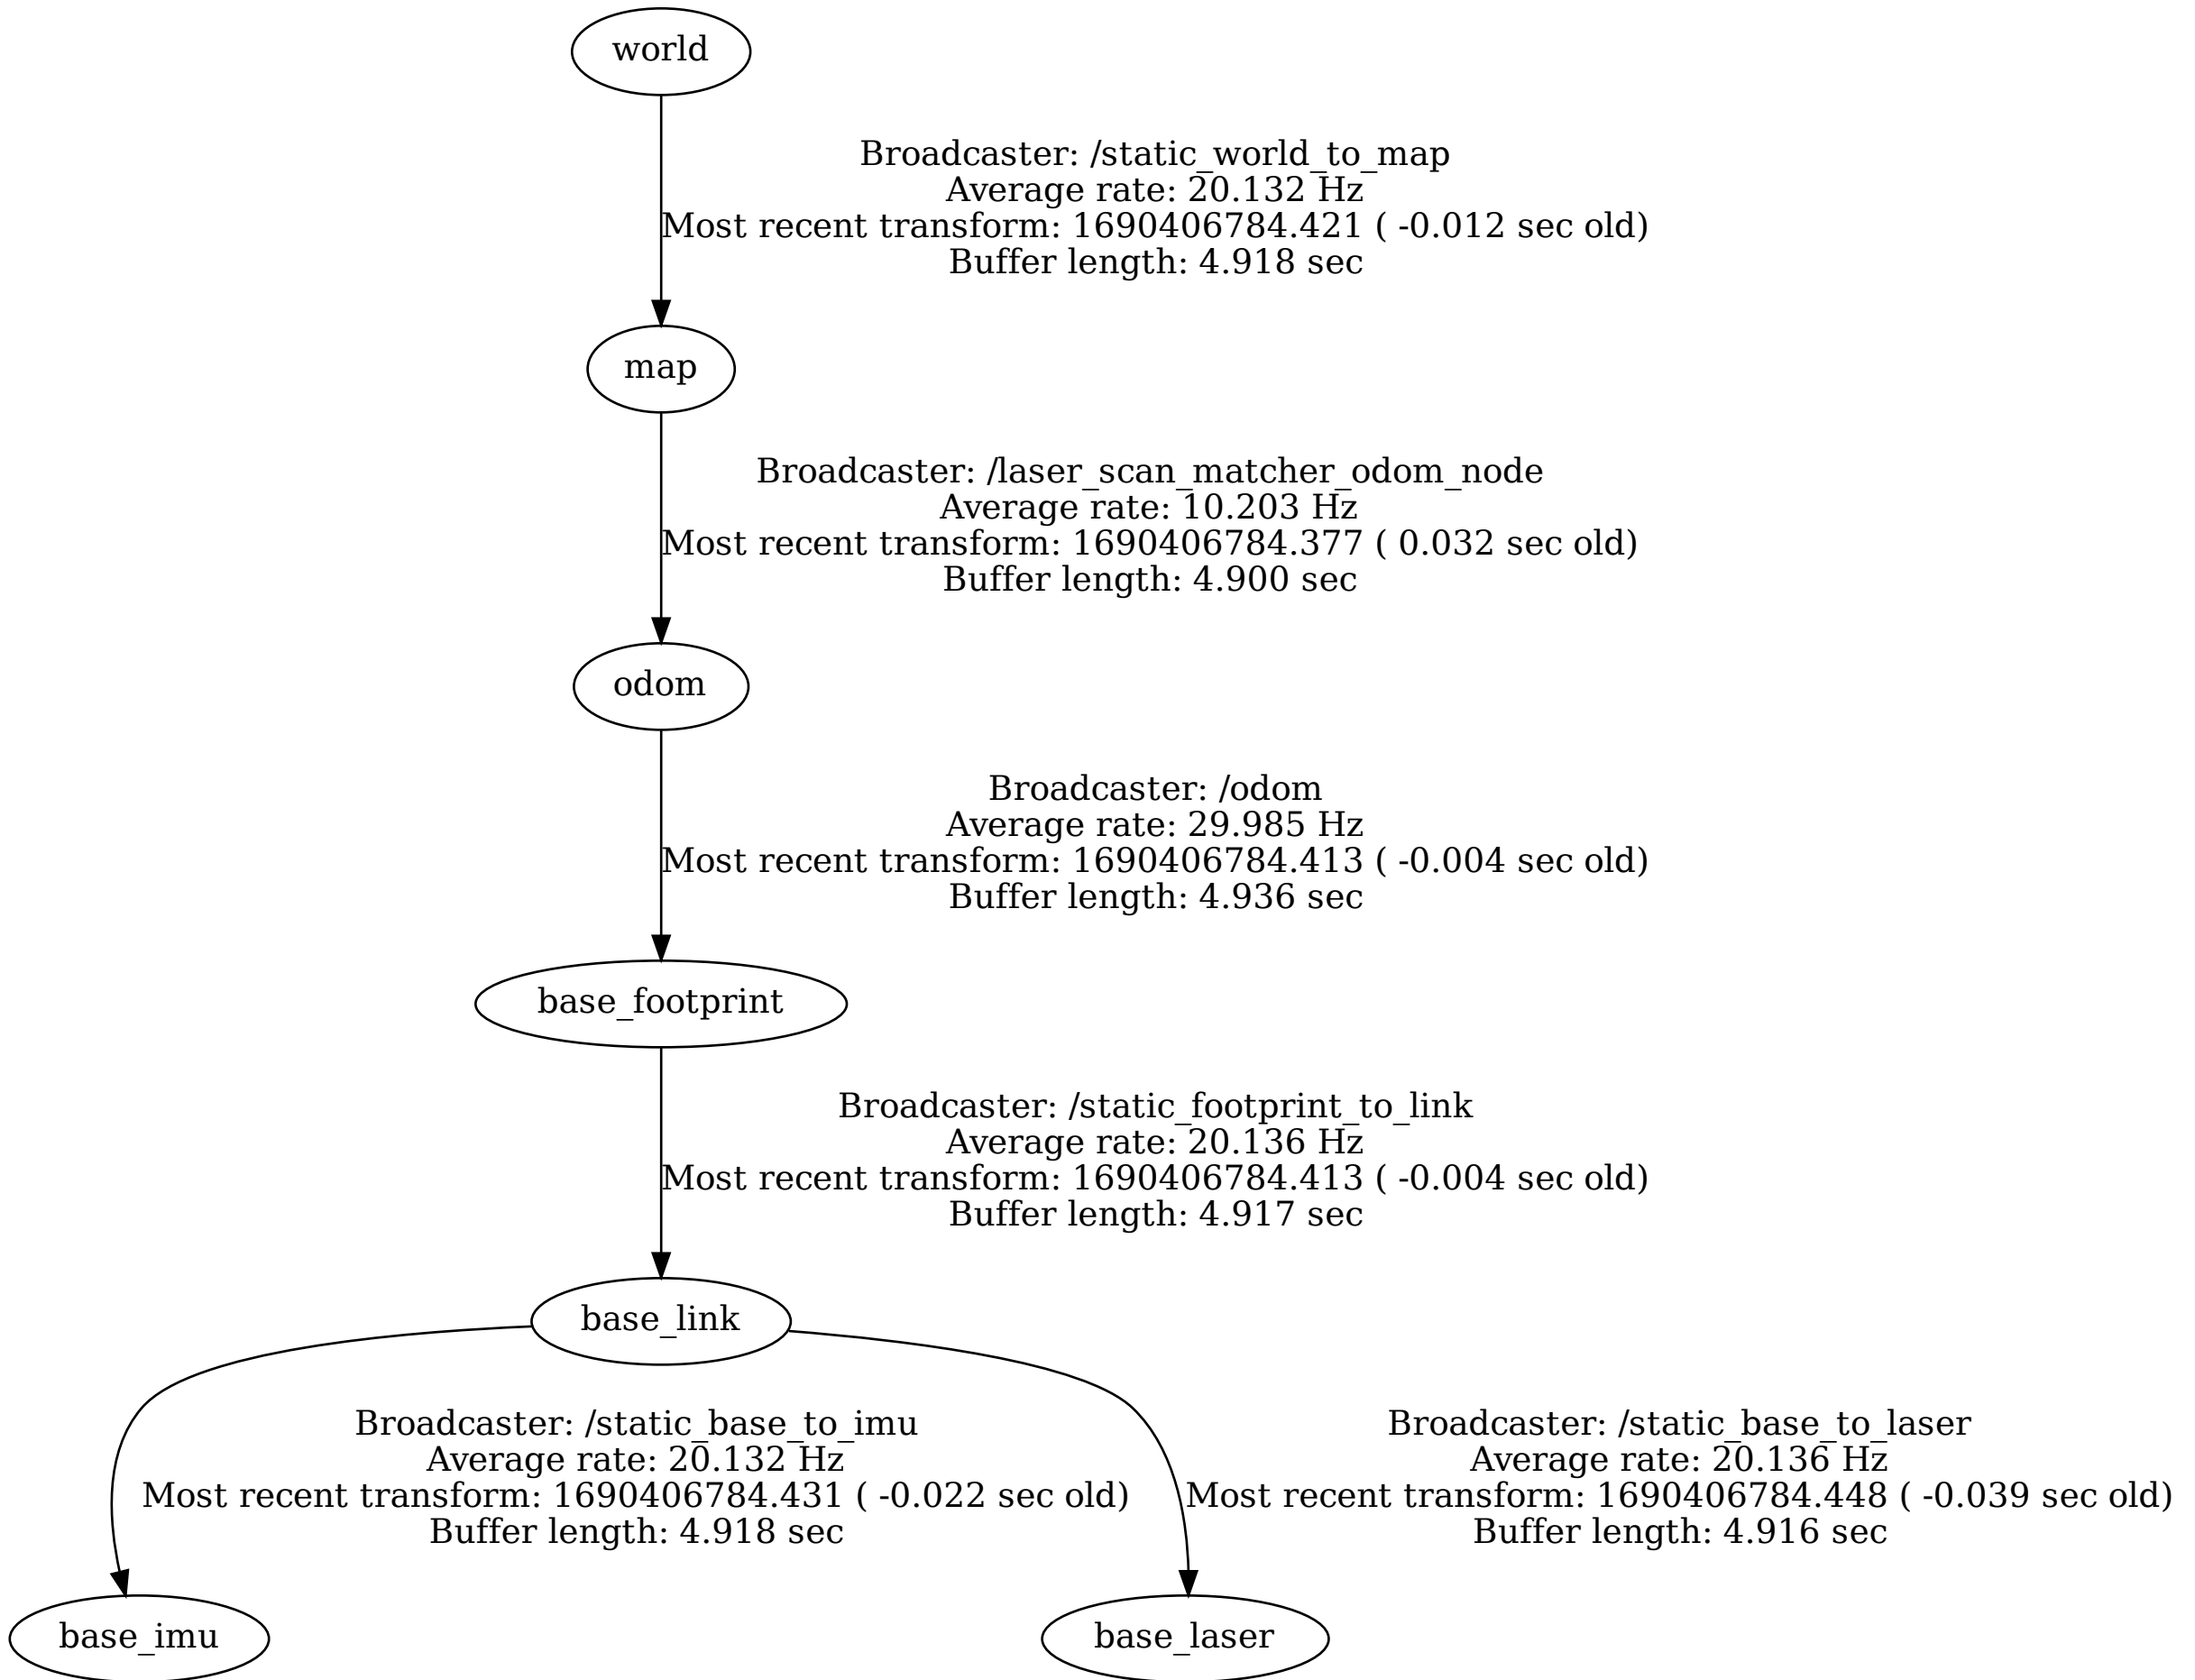 world
Broadcaster: /static_world_to_map
Average rate: 20.132 Hz
Most recent transform: 1690406784.421 ( -0.012 sec old)
Buffer length: 4.918 sec
map
Broadcaster: /laser_scan_matcher_odom_node
Average rate: 10.203 Hz
Most recent transform: 1690406784.377 ( 0.032 sec old)
Buffer length: 4.900 sec
odom
Broadcaster: /odom
Average rate: 29.985 Hz
Most recent transform: 1690406784.413 ( -0.004 sec old)
Buffer length: 4.936 sec
base_footprint
Broadcaster: /static_footprint_to_link
Average rate: 20.136 Hz
Most recent transform: 1690406784.413 ( -0.004 sec old)
Buffer length: 4.917 sec
base_link
Broadcaster: /static_base_to_imu
Average rate: 20.132 Hz
Most recent transform: 1690406784.431 ( -0.022 sec old)
Buffer length: 4.918 sec
Broadcaster: /static_base_to_laser
Average rate: 20.136 Hz
Most recent transform: 1690406784.448 ( -0.039 sec old)
Buffer length: 4.916 sec
base_imu
base_laser